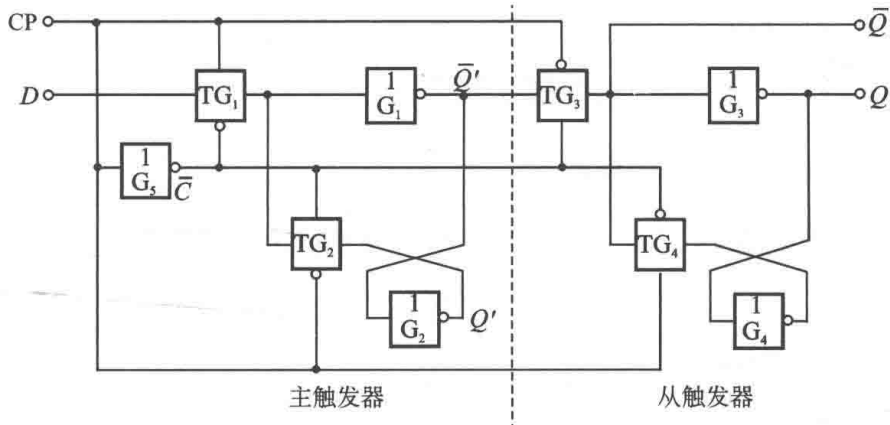 CP
Q̄
D
TG₁
1
G₁
Q̄′
TG₃
1
G₃
Q
1
G₅
C̄
TG₂
TG₄
1
G₂
Q′
1
G₄
主触发器
从触发器